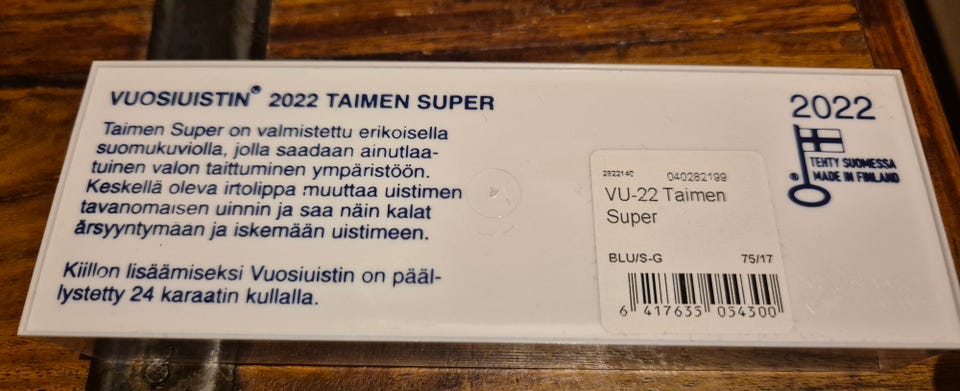 VUOSIUISTIN® 2022 TAIMEN SUPER
Taimen Super on valmistettu erikoisella
suomukuviolla, jolla saadaan ainutlaa-
tuinen valon taittuminen ympäristöön.
Keskellä oleva irtolippa muuttaa uistimen
tavanomaisen uinnin ja saa näin kalat
ärsyyntymään ja iskemään uistimeen.
Kiillon lisäämiseksi Vuosiuistin on pääl-
lystetty 24 karaatin kullalla.
2822140 040282199
VU-22 Taimen
Super
BLU/S-G 75/17
6 417635 054300
2022
TEHTY SUOMESSA
® MADE IN FINLAND